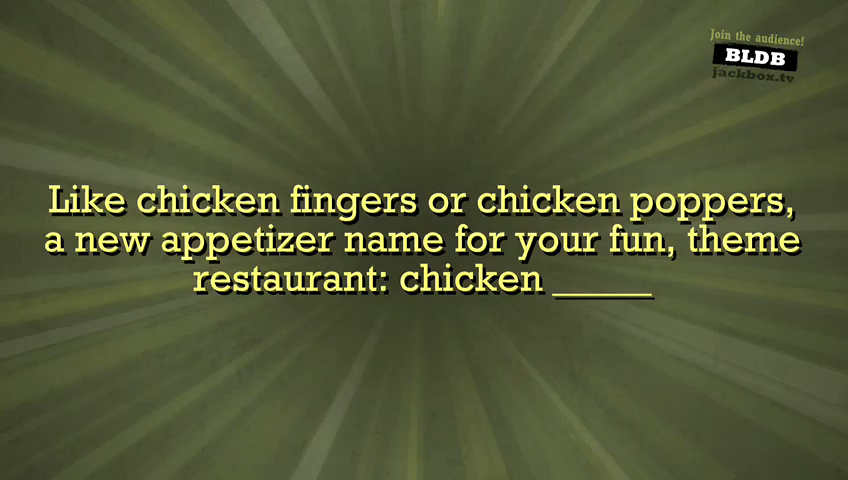 Join the audience!
BLDB
jackbox.tv
Like chicken fingers or chicken poppers,
a new appetizer name for your fun, theme
restaurant: chicken _____